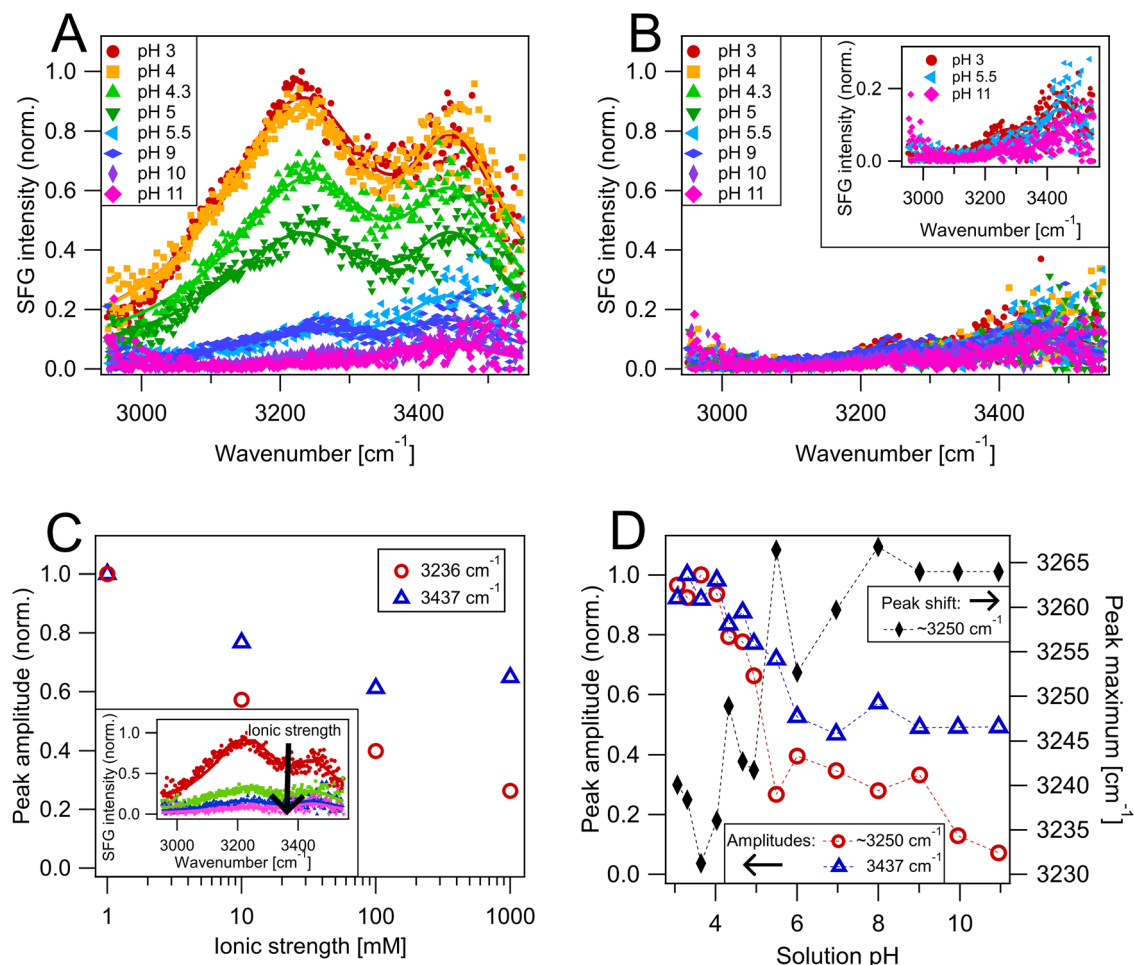 A
pH 3
pH 4
pH 4.3
pH 5
pH 5.5
pH 9
pH 10
pH 11
1.0
0.8
0.6
0.4
0.2
0.0
SFG intensity (norm.)
3000
3200
3400
Wavenumber [cm⁻¹]
B
pH 3
pH 4
pH 4.3
pH 5
pH 5.5
pH 9
pH 10
pH 11
1.0
0.8
0.6
0.4
0.2
0.0
SFG intensity (norm.)
3000
3200
3400
Wavenumber [cm⁻¹]
pH 3
pH 5.5
pH 11
0.2
0.0
SFG intensity (norm.)
3000
3200
3400
Wavenumber [cm⁻¹]
C
3236 cm⁻¹
3437 cm⁻¹
1.0
0.8
0.6
0.4
0.2
0.0
Peak amplitude (norm.)
1
10
100
1000
Ionic strength [mM]
Ionic strength
1.0
0.5
0.0
SFG intensity (norm.)
3000
3200
3400
Wavenumber [cm⁻¹]
D
1.0
0.8
0.6
0.4
0.2
0.0
Peak amplitude (norm.)
Peak shift:
~3250 cm⁻¹
Amplitudes:
~3250 cm⁻¹
3437 cm⁻¹
3265
3260
3255
3250
3245
3240
3235
3230
Peak maximum [cm⁻¹]
4
6
8
10
Solution pH